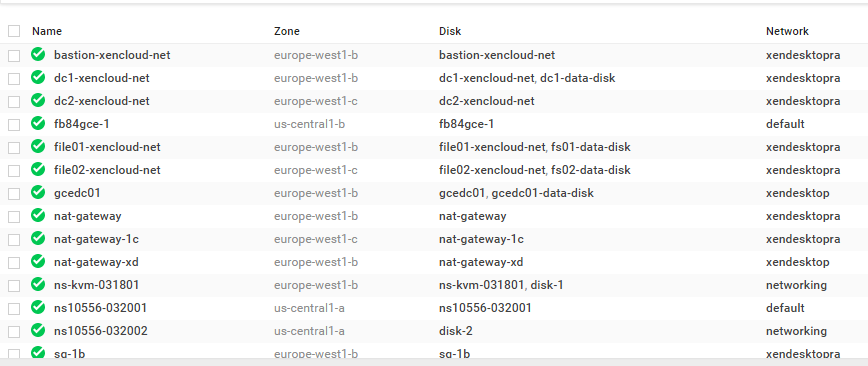 Name Zone Disk Network
bastion-xencloud-net europe-west1-b bastion-xencloud-net xendesktopra
dc1-xencloud-net europe-west1-b dc1-xencloud-net, dc1-data-disk xendesktopra
dc2-xencloud-net europe-west1-c dc2-xencloud-net xendesktopra
fb84gce-1 us-central1-b fb84gce-1 default
file01-xencloud-net europe-west1-b file01-xencloud-net, fs01-data-disk xendesktopra
file02-xencloud-net europe-west1-c file02-xencloud-net, fs02-data-disk xendesktopra
gcedc01 europe-west1-b gcedc01, gcedc01-data-disk xendesktop
nat-gateway europe-west1-b nat-gateway xendesktopra
nat-gateway-1c europe-west1-c nat-gateway-1c xendesktopra
nat-gateway-xd europe-west1-b nat-gateway-xd xendesktop
ns-kvm-031801 europe-west1-b ns-kvm-031801, disk-1 networking
ns10556-032001 us-central1-a ns10556-032001 default
ns10556-032002 us-central1-a disk-2 networking
sg-1b europe-west1-b sg-1b xendesktopra